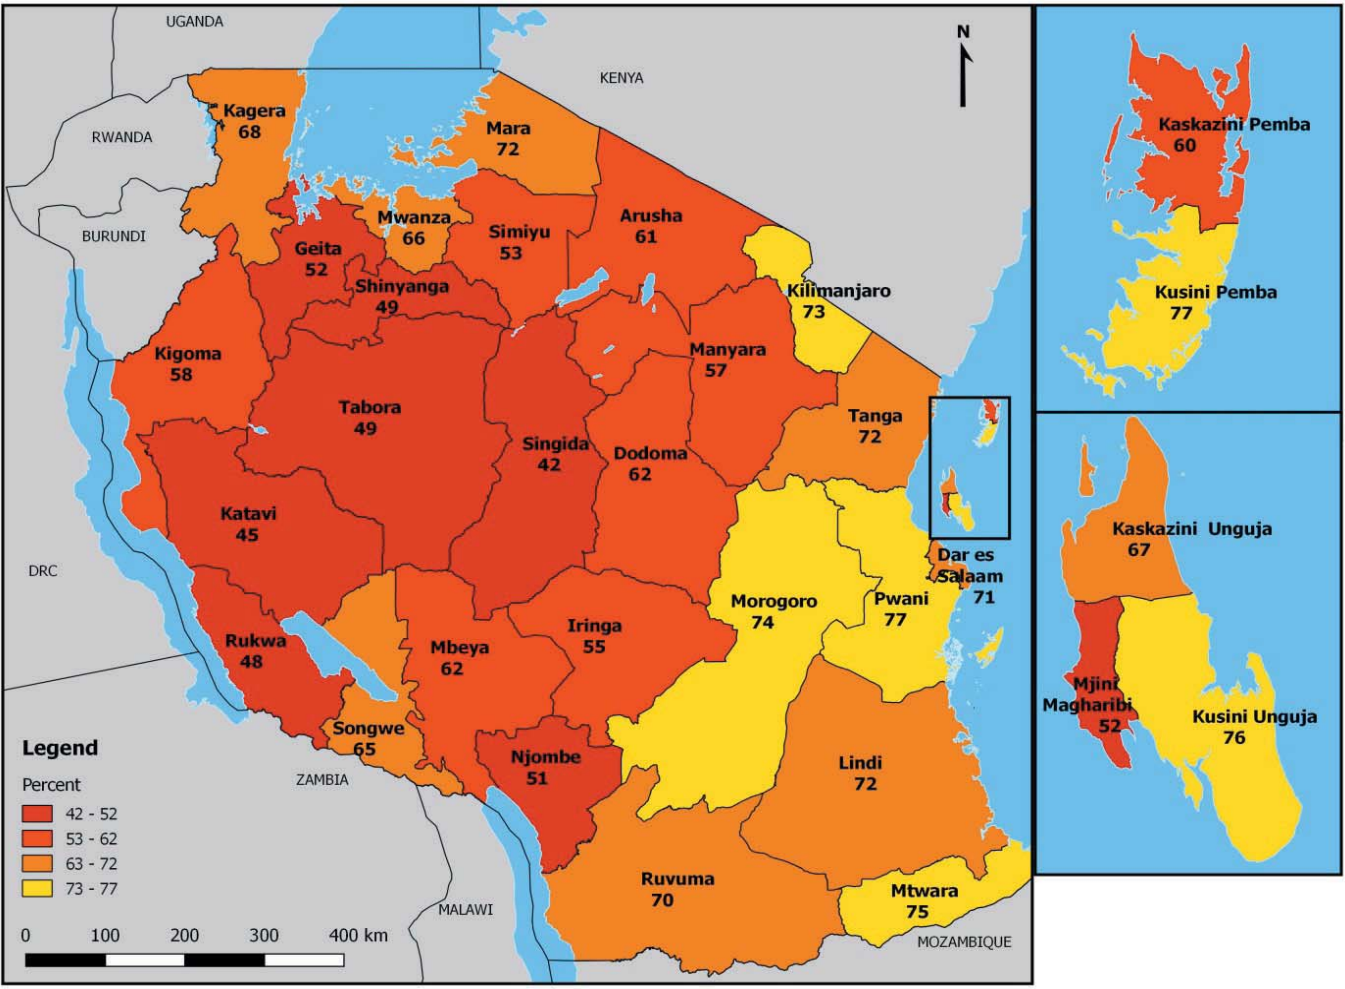 UGANDA
N
KENYA
Kagera
68
Mara
72
RWANDA
Kaskazini Pemba
60
BURUNDI
Mwanza
66
Simiyu
53
Arusha
61
Geita
52
Shinyanga
49
Kilimanjaro
73
Kusini Pemba
77
Kigoma
58
Manyara
57
Tabora
49
Tanga
72
Singida
42
Dodoma
62
Katavi
45
Kaskazini Unguja
67
DRC
Dar es
Salaam
71
Morogoro
74
Pwani
77
Rukwa
48
Mbeya
62
Iringa
55
Mjini
Magharibi
52
Kusini Unguja
76
Songwe
65
Njombe
51
Lindi
72
ZAMBIA
Legend
Percent
42 - 52
53 - 62
63 - 72
73 - 77
Ruvuma
70
Mtwara
75
MALAWI
MOZAMBIQUE
0 100 200 300 400 km